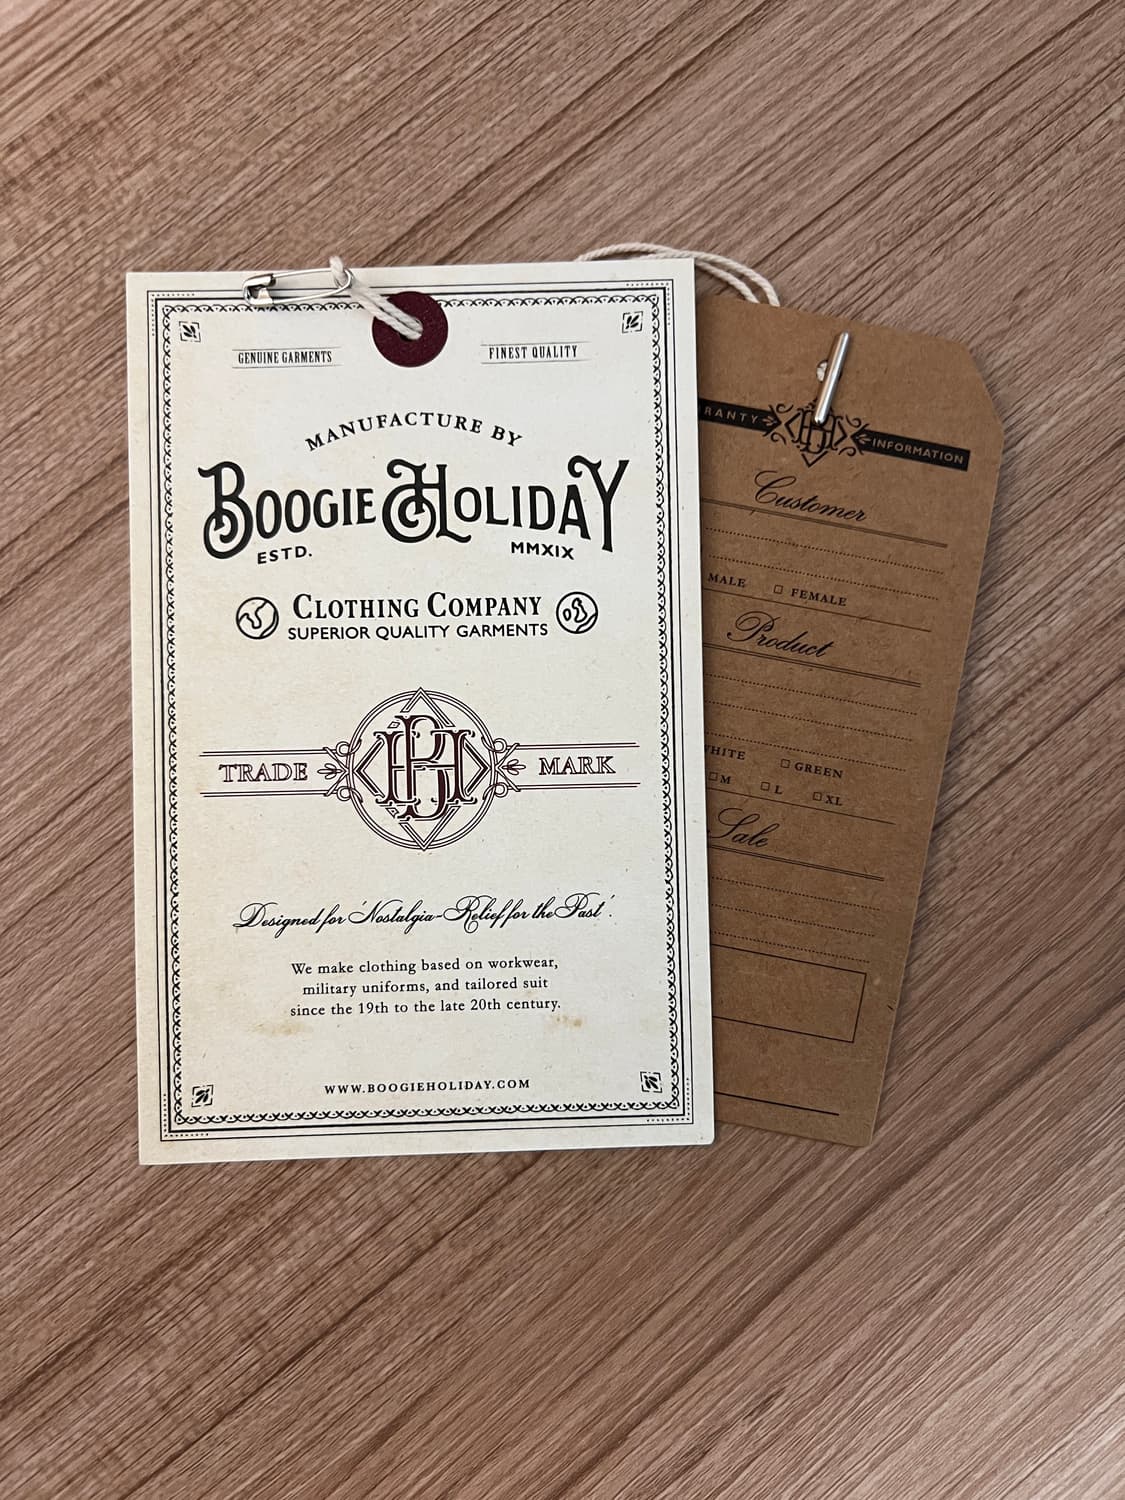 GENUINE GARMENTS
FINEST QUALITY
MANUFACTURE BY
BOOGIE HOLIDAY
ESTD.
MMXIX
CLOTHING COMPANY
SUPERIOR QUALITY GARMENTS
TRADE BH MARK
Designed for 'Nostalgia-Relief for the Past'.
We make clothing based on workwear,
military uniforms, and tailored suit
since the 19th to the late 20th century.
WWW.BOOGIEHOLIDAY.COM
RANTY BH INFORMATION
Customer
MALE □ FEMALE
Product
WHITE □ GREEN
□ M □ L □ XL
Sale